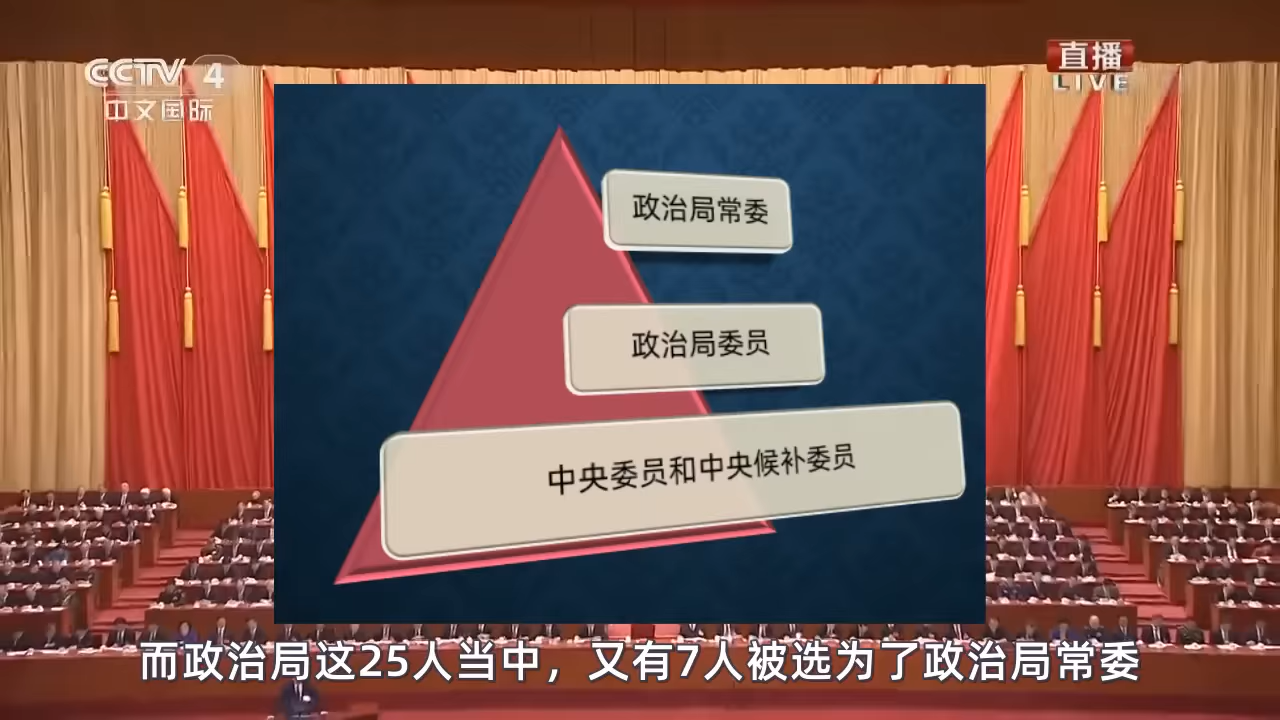 CCTV 4
中文国际
直播
LIVE
政治局常委
政治局委员
中央委员和中央候补委员
而政治局这25人当中，又有7人被选为了政治局常委